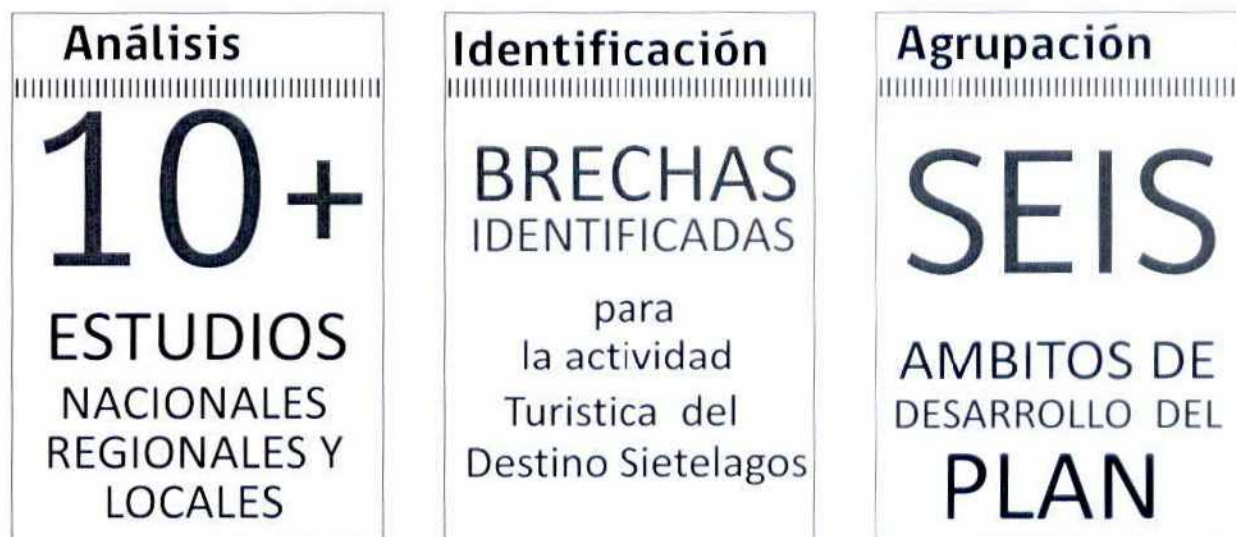 Análisis
10+
ESTUDIOS
NACIONALES
REGIONALES Y
LOCALES
Identificación
BRECHAS
IDENTIFICADAS
para
la actividad
Turistica del
Destino Sietelagos
Agrupación
SEIS
AMBITOS DE
DESARROLLO DEL
PLAN